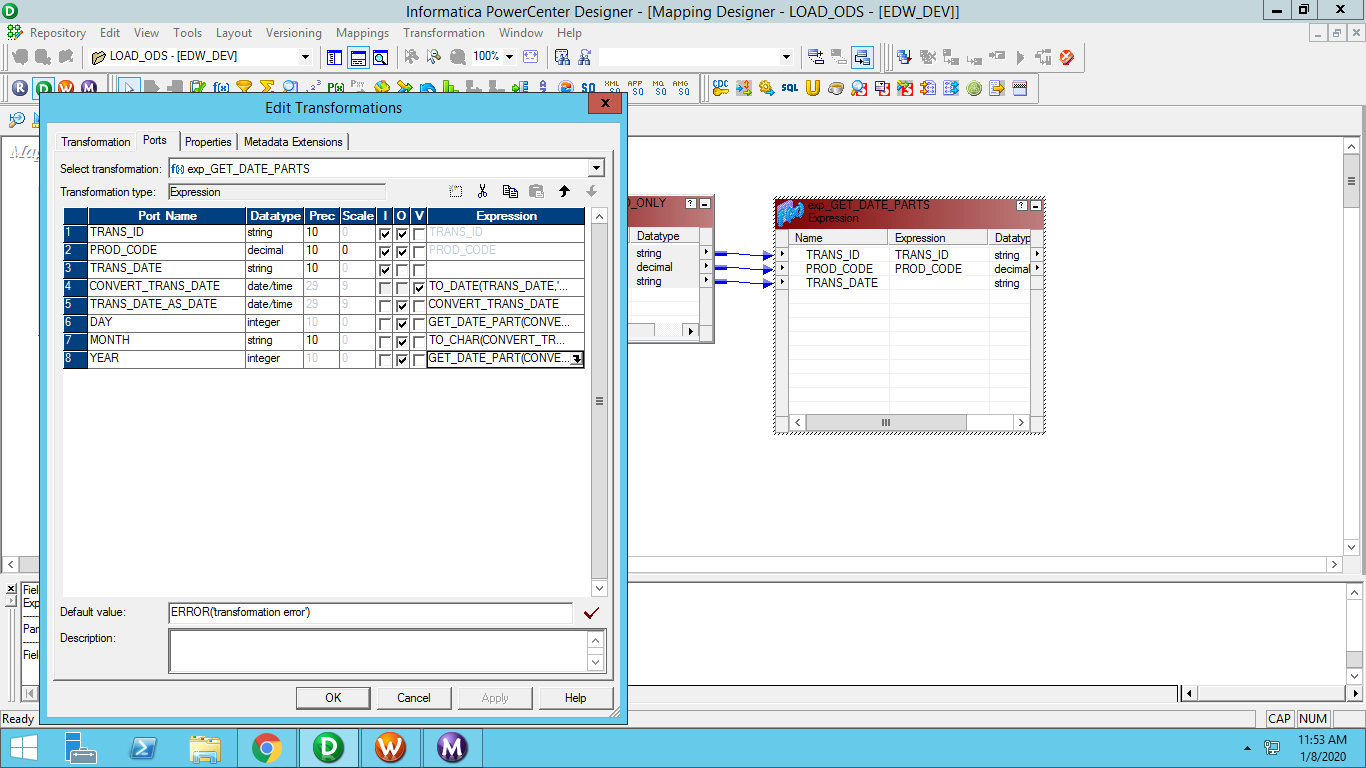 Informatica PowerCenter Designer - [Mapping Designer - LOAD_ODS - [EDW_DEV]]
Repository Edit View Tools Layout Versioning Mappings Transformation Window Help
LOAD_ODS - [EDW_DEV] 100%
Edit Transformations
Transformation Ports Properties Metadata Extensions
Select transformation: f(x) exp_GET_DATE_PARTS
Transformation type: Expression
Port Name Datatype Prec Scale I O V Expression
1 TRANS_ID string 10 0 TRANS_ID
2 PROD_CODE decimal 10 0 PROD_CODE
3 TRANS_DATE string 10 0
4 CONVERT_TRANS_DATE date/time 29 9 TO_DATE(TRANS_DATE,'...
5 TRANS_DATE_AS_DATE date/time 29 9 CONVERT_TRANS_DATE
6 DAY integer 10 0 GET_DATE_PART(CONVE...
7 MONTH string 10 0 TO_CHAR(CONVERT_TR...
8 YEAR integer 10 0 GET_DATE_PART(CONVE...
Default value: ERROR('transformation error')
Description:
OK Cancel Apply Help
_ONLY
Datatype
string
decimal
string
exp_GET_DATE_PARTS
Expression
Name Expression Datatyp
TRANS_ID TRANS_ID string
PROD_CODE PROD_CODE decimal
TRANS_DATE string
Fiel
Exp
Par
Fiel
Ready CAP NUM
11:53 AM
1/8/2020